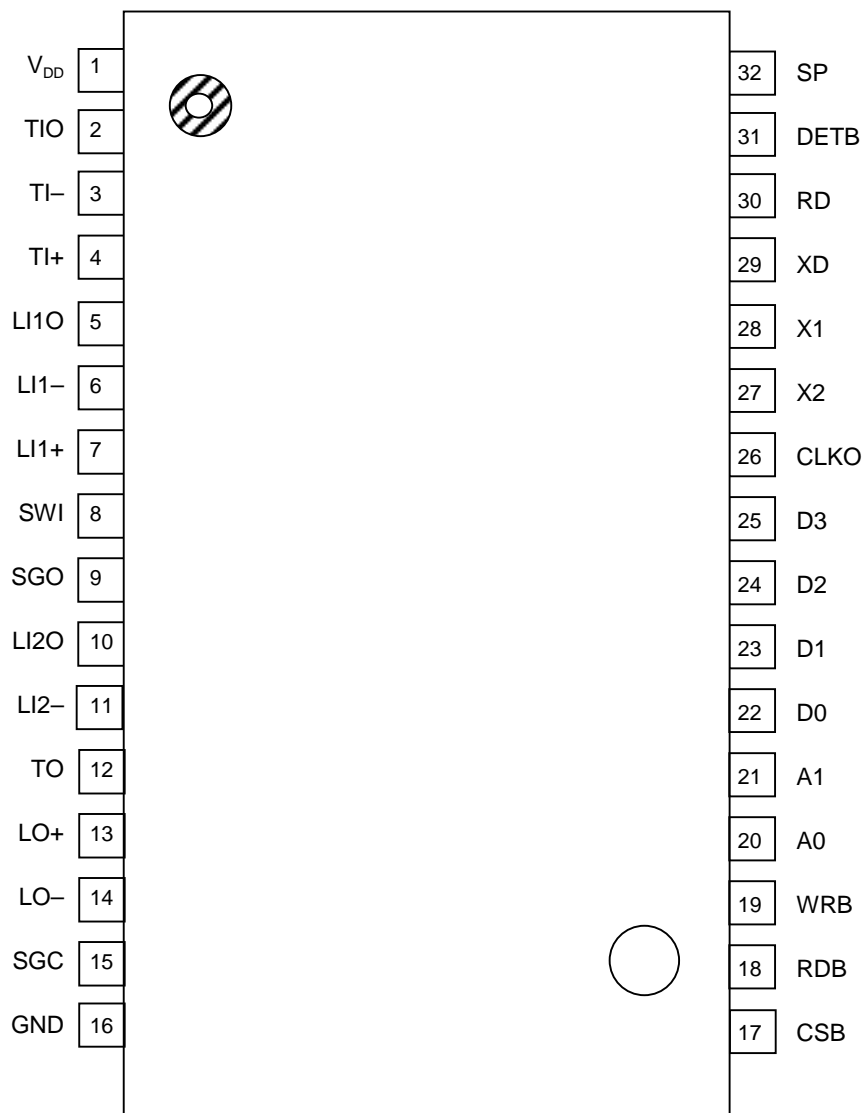 V_DD 1 32 SP
TIO 2 31 DETB
TI– 3 30 RD
TI+ 4 29 XD
LI1O 5 28 X1
LI1– 6 27 X2
LI1+ 7 26 CLKO
SWI 8 25 D3
SGO 9 24 D2
LI2O 10 23 D1
LI2– 11 22 D0
TO 12 21 A1
LO+ 13 20 A0
LO– 14 19 WRB
SGC 15 18 RDB
GND 16 17 CSB